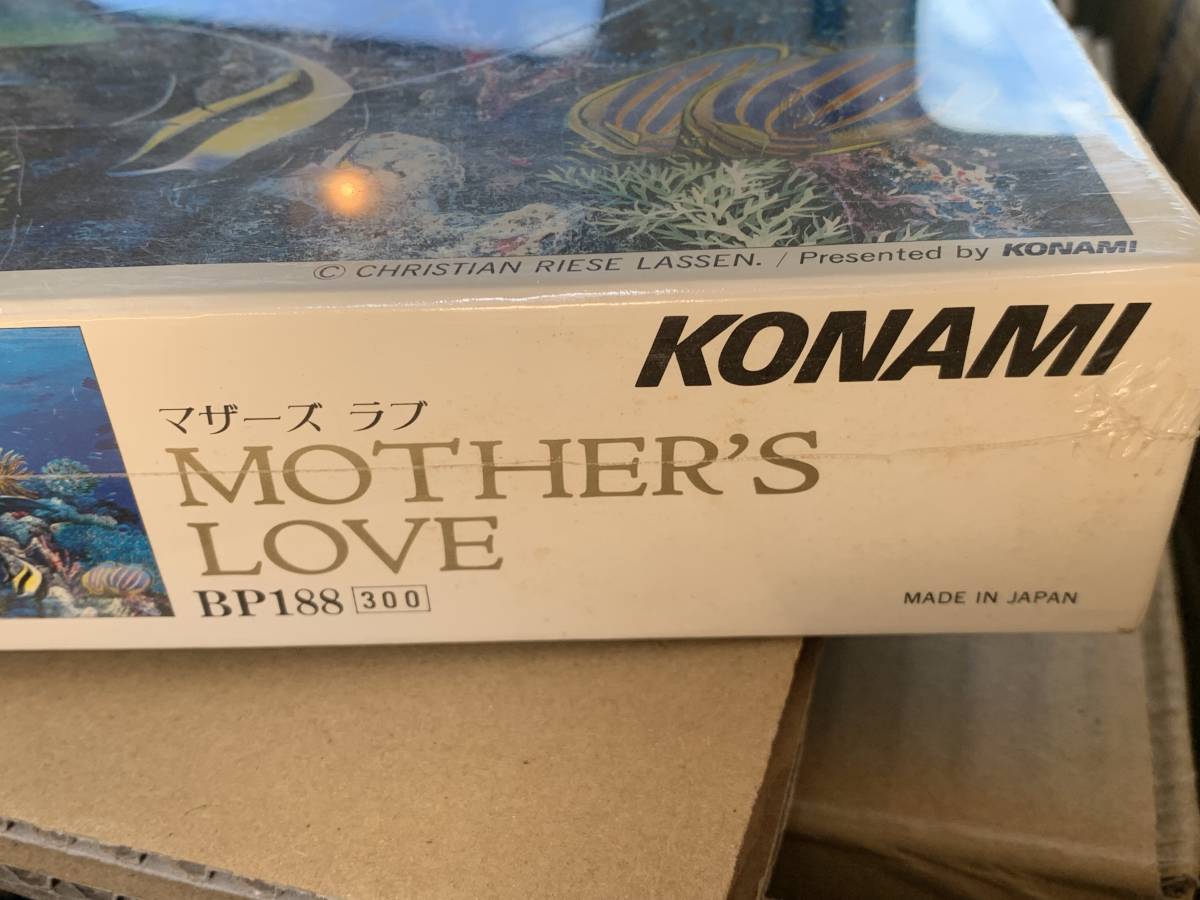 © CHRISTIAN RIESE LASSEN. / Presented by KONAMI
KONAMI
マザーズ ラブ
MOTHER'S
LOVE
BP188 300
MADE IN JAPAN